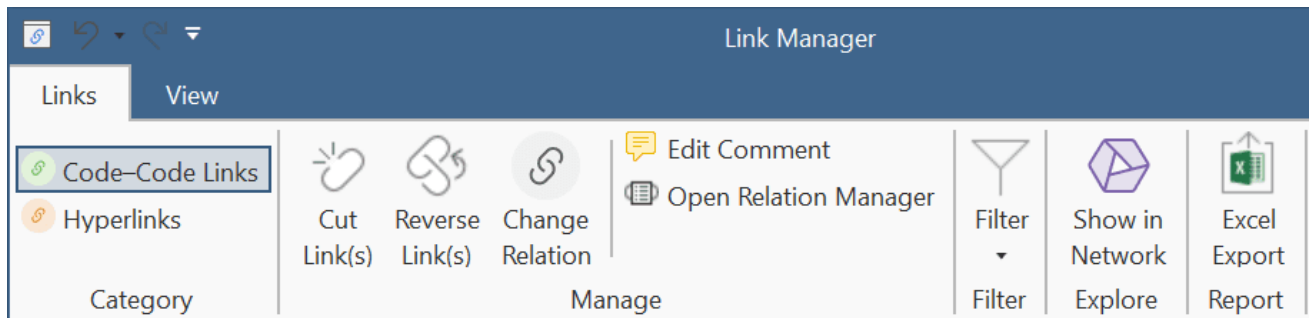 Link Manager
Links View
Code–Code Links
Hyperlinks
Category
Cut
Link(s)
Reverse
Link(s)
Change
Relation
Edit Comment
Open Relation Manager
Manage
Filter
Filter
Show in
Network
Explore
Excel
Export
Report